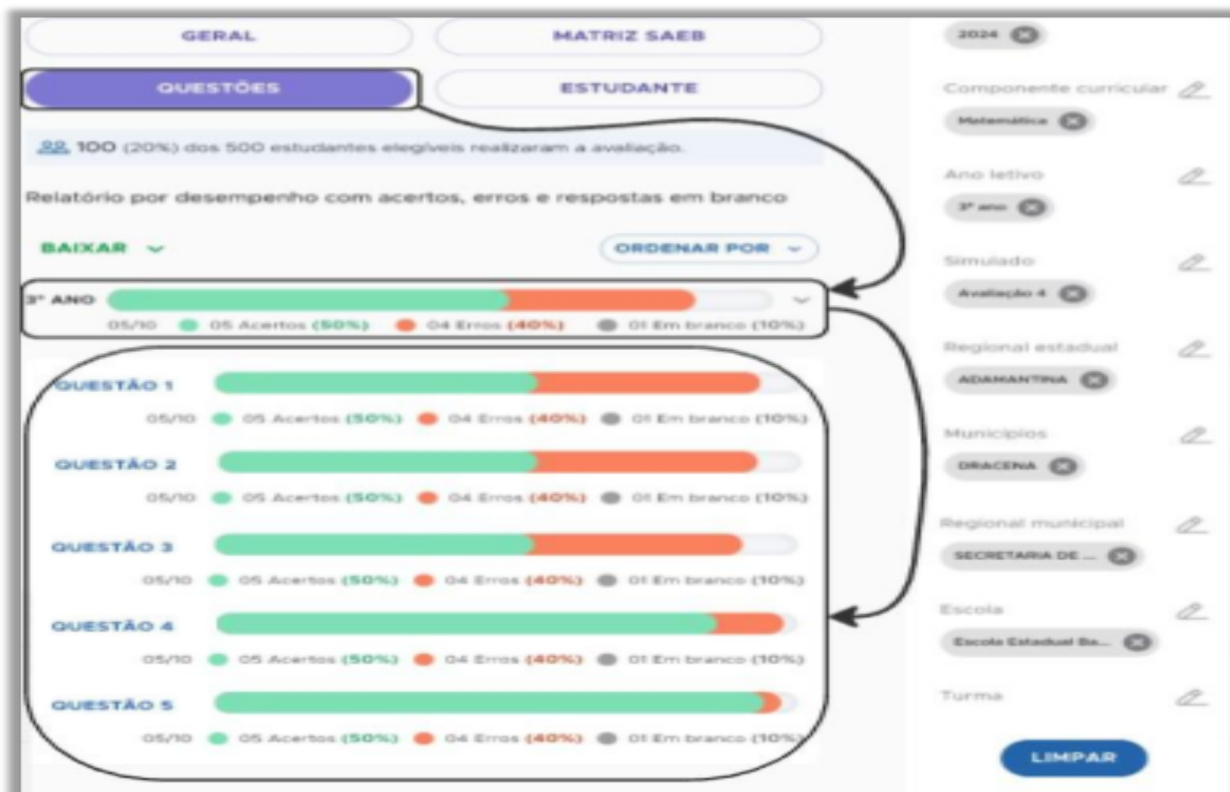 GERAL
MATRIZ SAEB
QUESTÕES
ESTUDANTE
100 (20%) dos 500 estudantes elegíveis realizaram a avaliação.
Relatório por desempenho com acertos, erros e respostas em branco
BAIXAR
ORDENAR POR
3º ANO
05/10 05 Acertos (50%) 04 Erros (40%) 01 Em branco (10%)
QUESTÃO 1
05/10 05 Acertos (50%) 04 Erros (40%) 01 Em branco (10%)
QUESTÃO 2
05/10 05 Acertos (50%) 04 Erros (40%) 01 Em branco (10%)
QUESTÃO 3
05/10 05 Acertos (50%) 04 Erros (40%) 01 Em branco (10%)
QUESTÃO 4
05/10 05 Acertos (50%) 04 Erros (40%) 01 Em branco (10%)
QUESTÃO 5
05/10 05 Acertos (50%) 04 Erros (40%) 01 Em branco (10%)
2024
Componente curricular
Matemática
Ano letivo
3º ano
Simulado
Avaliação 4
Regional estadual
ADAMANTINA
Municípios
DRACENA
Regional municipal
SECRETARIA DE ...
Escola
Escola Estadual Ba...
Turma
LIMPAR